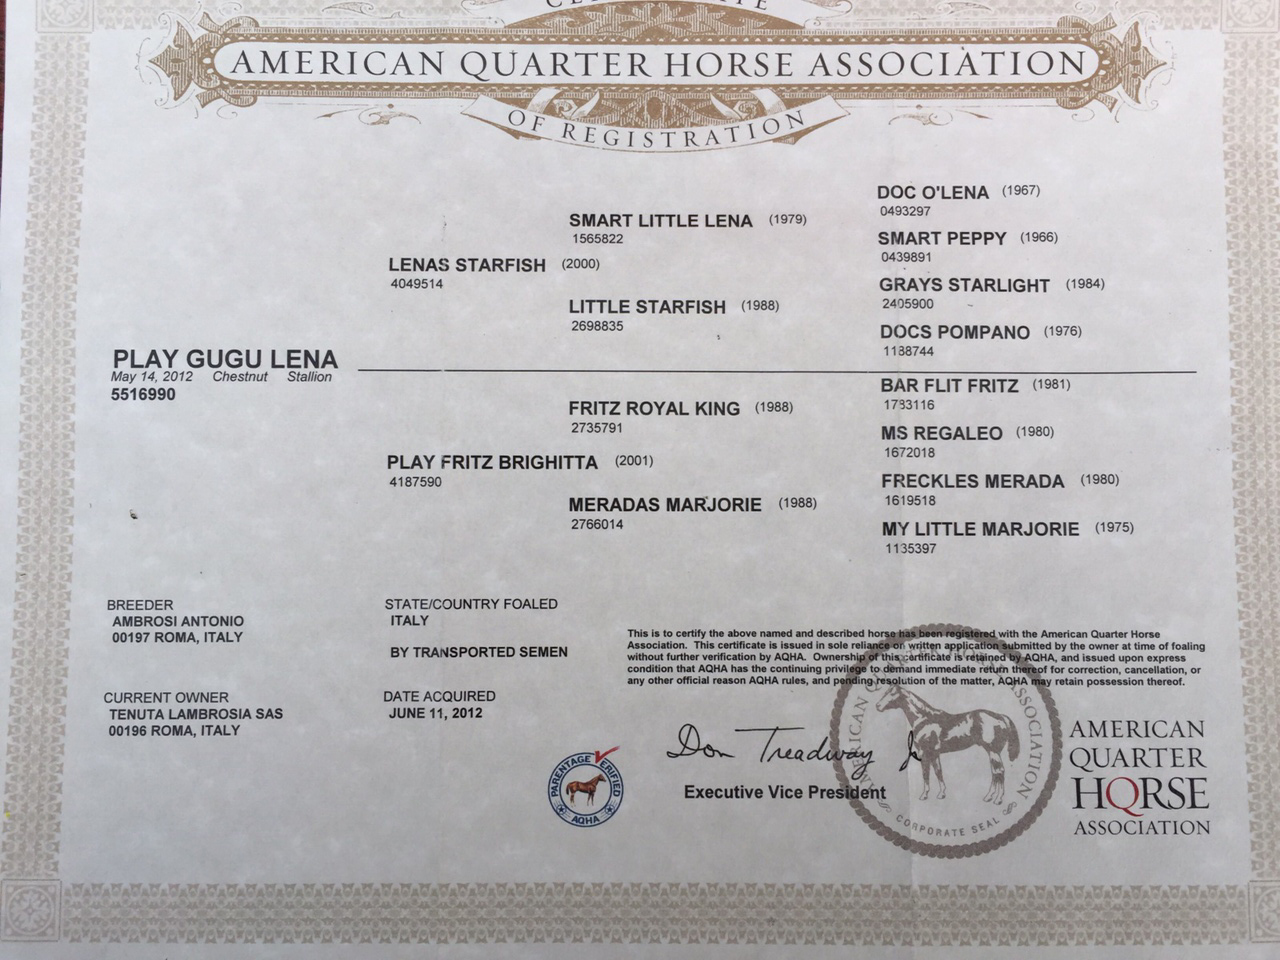 AMERICAN QUARTER HORSE ASSOCIATION
OF REGISTRATION
DOC O'LENA (1967)
0493297
SMART LITTLE LENA (1979)
1565822
SMART PEPPY (1966)
0439891
LENAS STARFISH (2000)
4049514
GRAYS STARLIGHT (1984)
2405900
LITTLE STARFISH (1988)
2698835
DOCS POMPANO (1976)
1138744
PLAY GUGU LENA
May 14, 2012 Chestnut Stallion
5516990
BAR FLIT FRITZ (1981)
1733116
FRITZ ROYAL KING (1988)
2735791
MS REGALEO (1980)
1672018
PLAY FRITZ BRIGHITTA (2001)
4187590
FRECKLES MERADA (1980)
1619518
MERADAS MARJORIE (1988)
2766014
MY LITTLE MARJORIE (1975)
1135397
BREEDER
AMBROSI ANTONIO
00197 ROMA, ITALY
STATE/COUNTRY FOALED
ITALY
BY TRANSPORTED SEMEN
CURRENT OWNER
TENUTA LAMBROSIA SAS
00196 ROMA, ITALY
DATE ACQUIRED
JUNE 11, 2012
This is to certify the above named and described horse has been registered with the American Quarter Horse
Association. This certificate is issued in sole reliance on written application submitted by the owner at time of foaling
without further verification by AQHA. Ownership of this certificate is retained by AQHA, and issued upon express
condition that AQHA has the continuing privilege to demand immediate return thereof for correction, cancellation, or
any other official reason AQHA rules, and pending resolution of the matter, AQHA may retain possession thereof.
Don Treadway Jr
Executive Vice President
PARENTAGE VERIFIED
AQHA
AMERICAN QUARTER HORSE ASSOCIATION
CORPORATE SEAL
AMERICAN
QUARTER
HORSE
ASSOCIATION